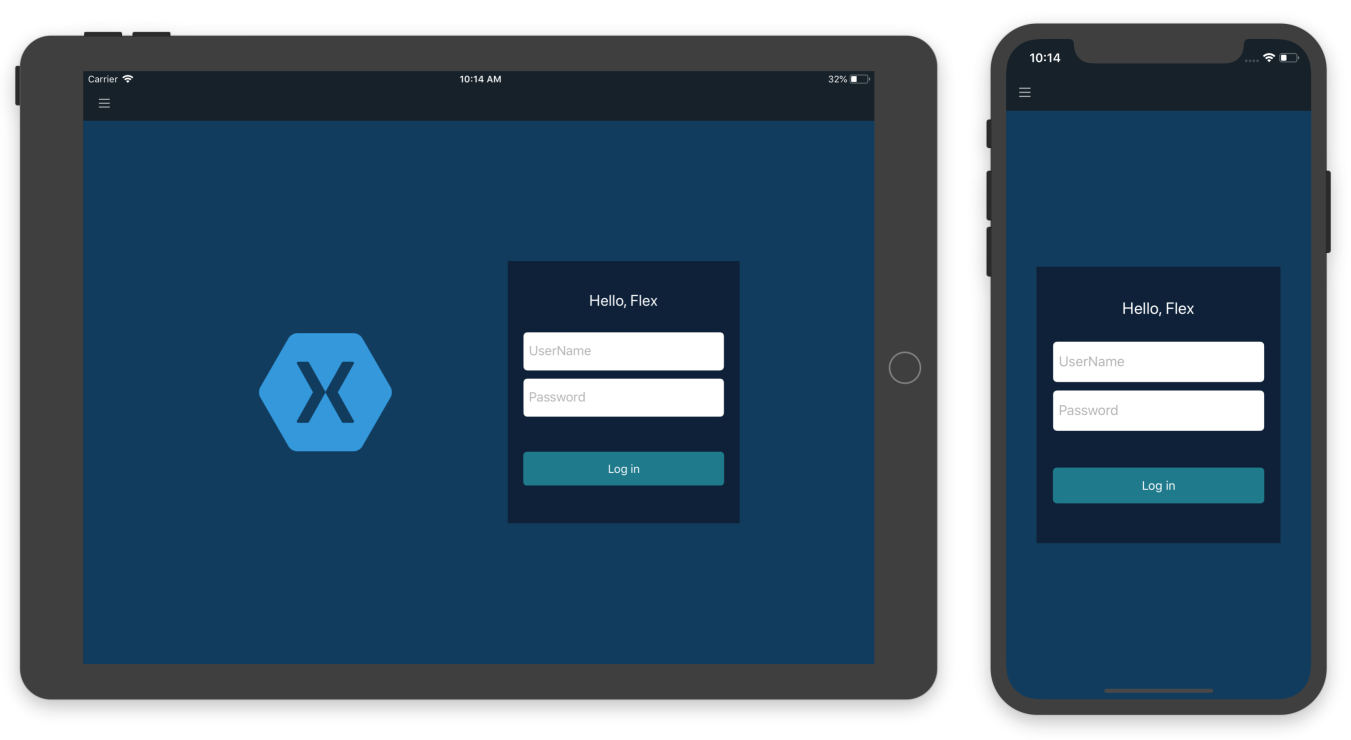 Carrier
10:14 AM
32%
Hello, Flex
UserName
Password
Log in
10:14
Hello, Flex
UserName
Password
Log in